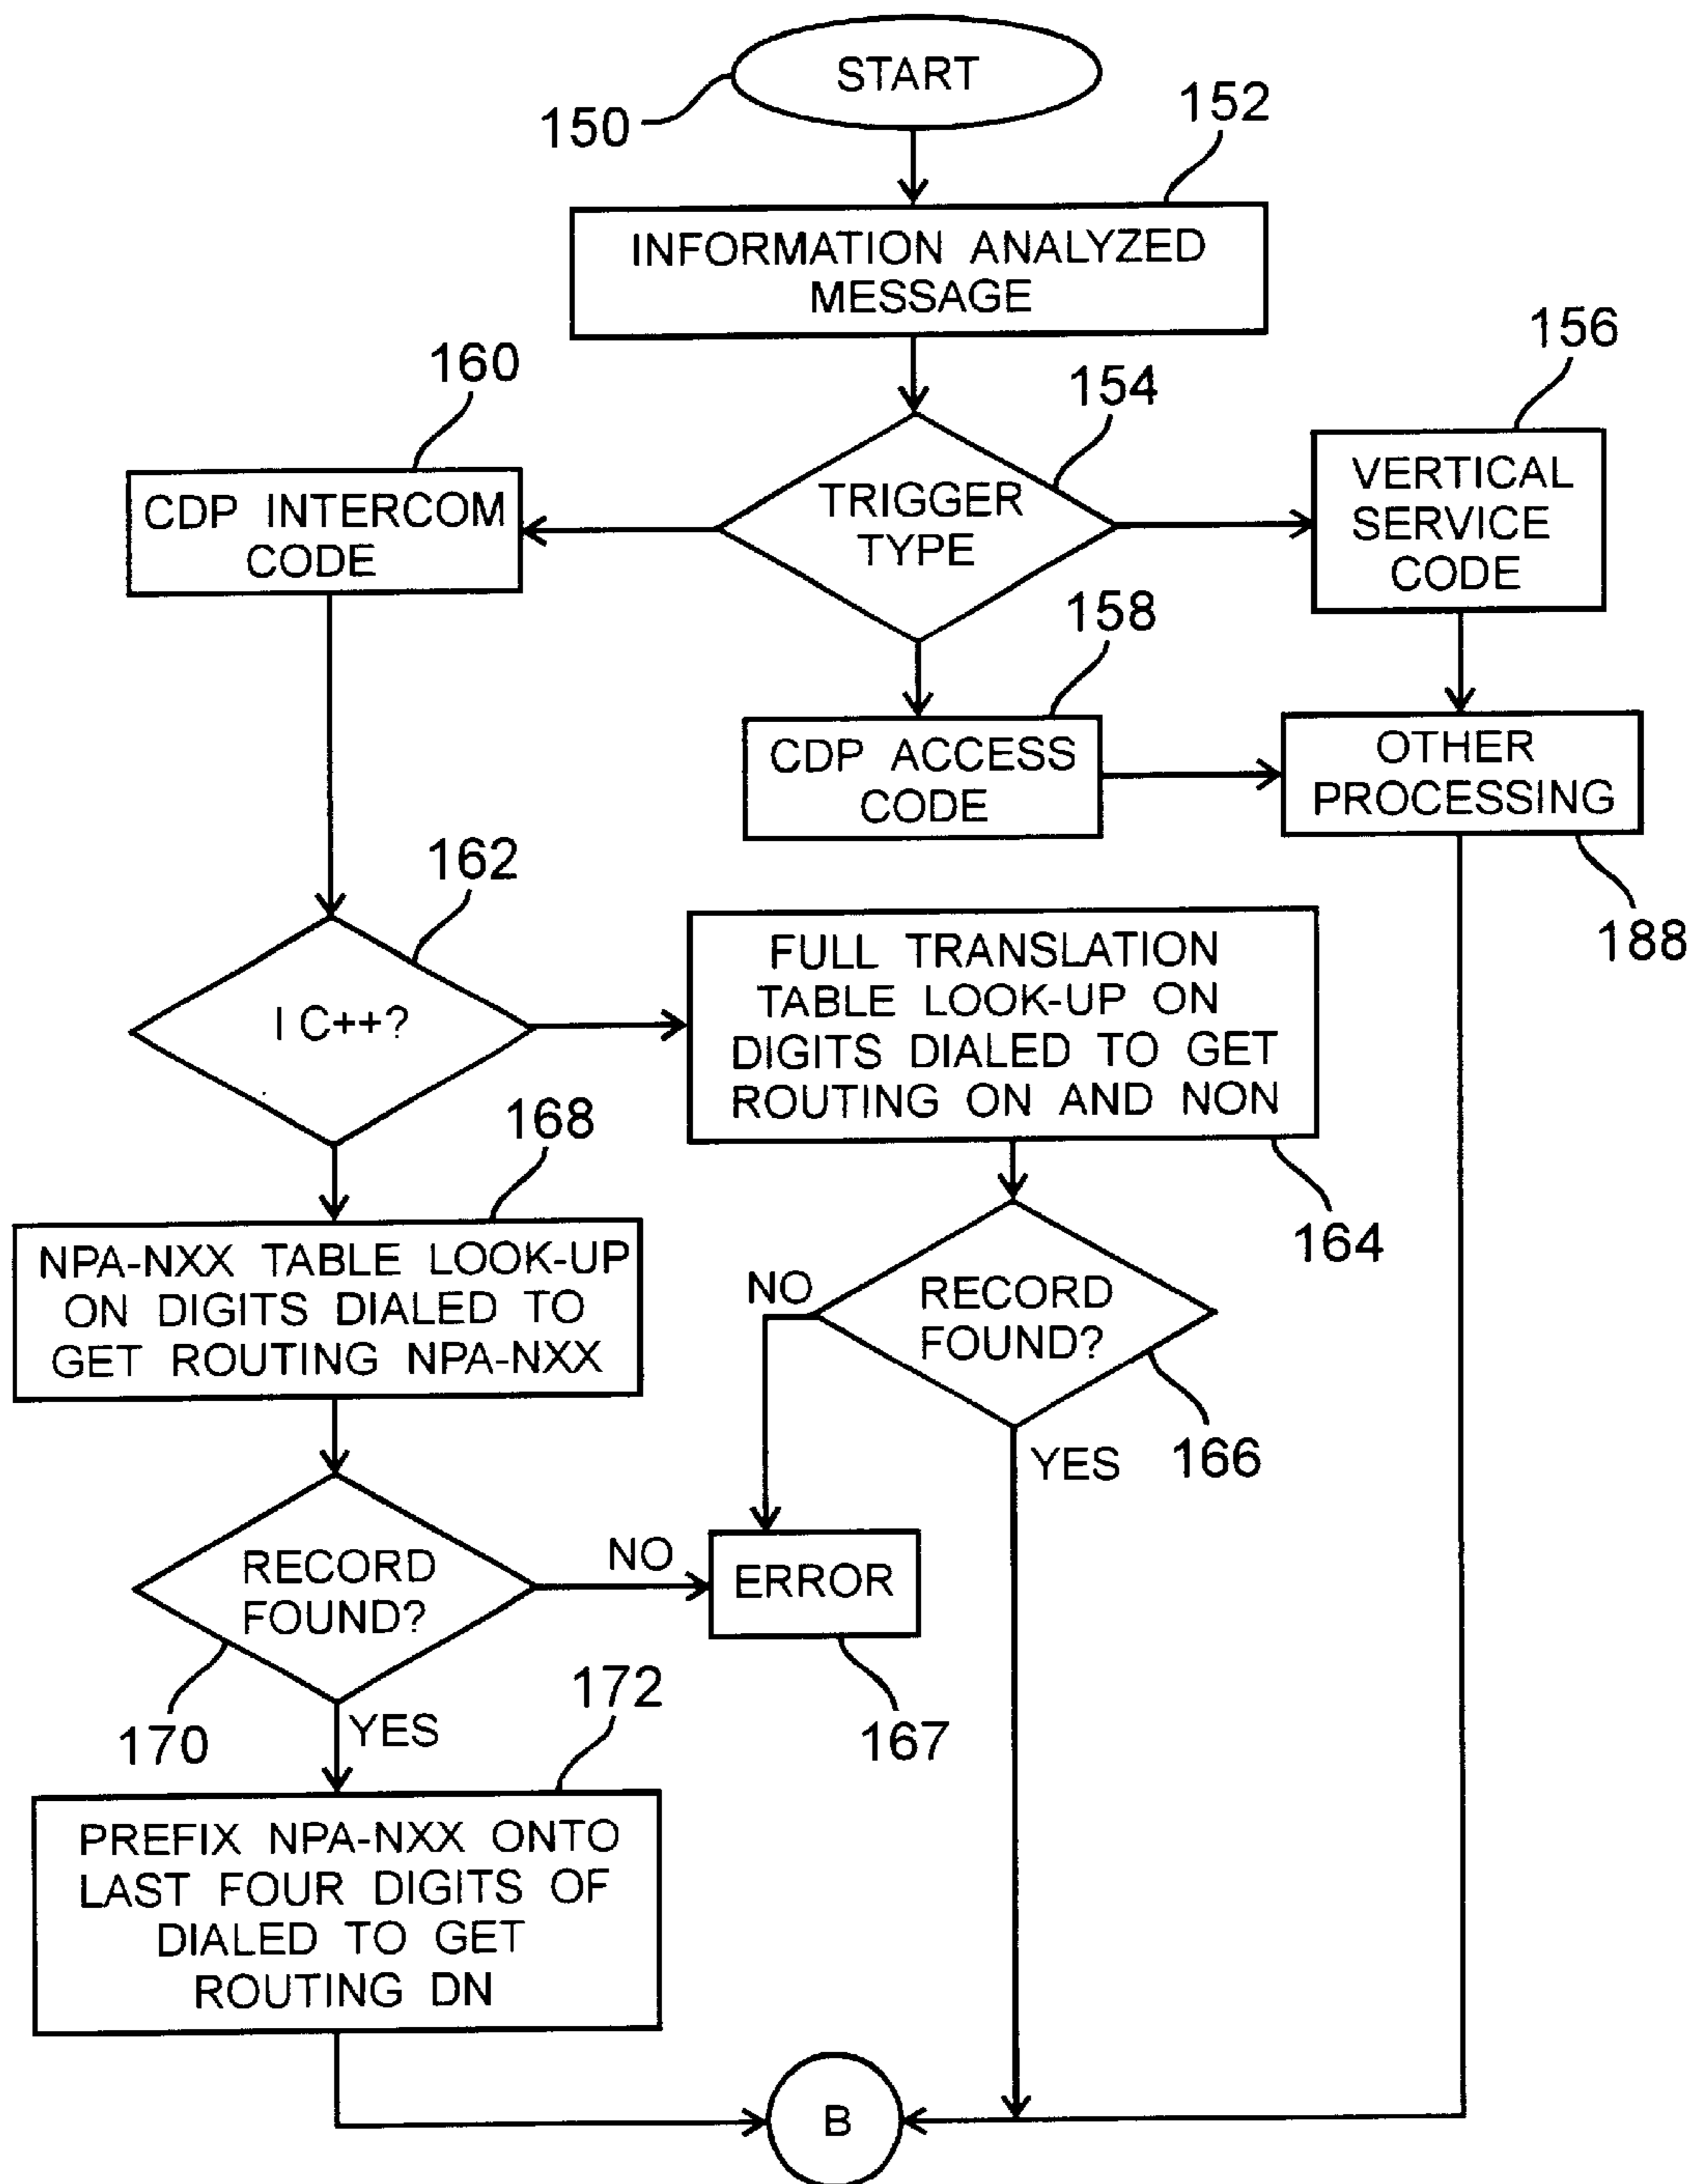 START
150
152
INFORMATION ANALYZED
MESSAGE
156
160
154
CDP INTERCOM
CODE
TRIGGER
TYPE
VERTICAL
SERVICE
CODE
158
CDP ACCESS
CODE
OTHER
PROCESSING
162
188
I C++?
FULL TRANSLATION
TABLE LOOK-UP ON
DIGITS DIALED TO GET
ROUTING ON AND NON
168
164
NPA-NXX TABLE LOOK-UP
ON DIGITS DIALED TO
GET ROUTING NPA-NXX
NO
RECORD
FOUND?
YES
166
RECORD
FOUND?
NO
ERROR
170
YES
172
167
PREFIX NPA-NXX ONTO
LAST FOUR DIGITS OF
DIALED TO GET
ROUTING DN
B